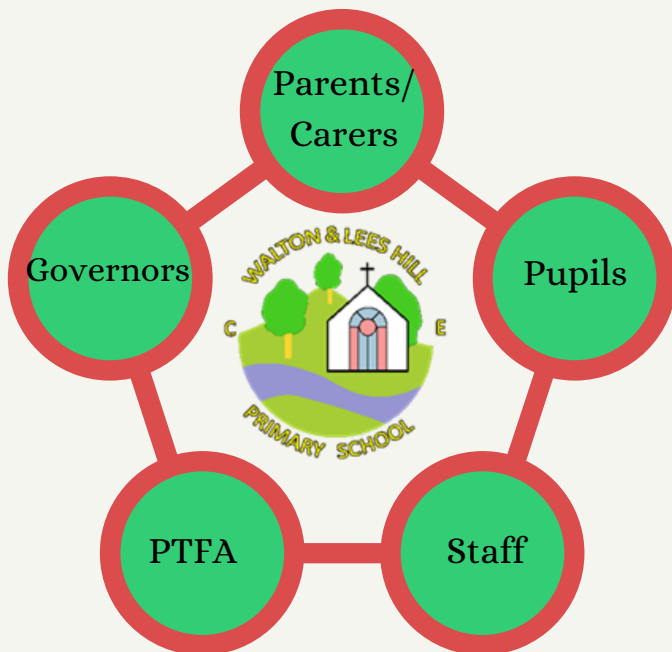 Parents/
Carers
Governors
Pupils
WALTON & LEES HILL
C E
PRIMARY SCHOOL
PTFA
Staff